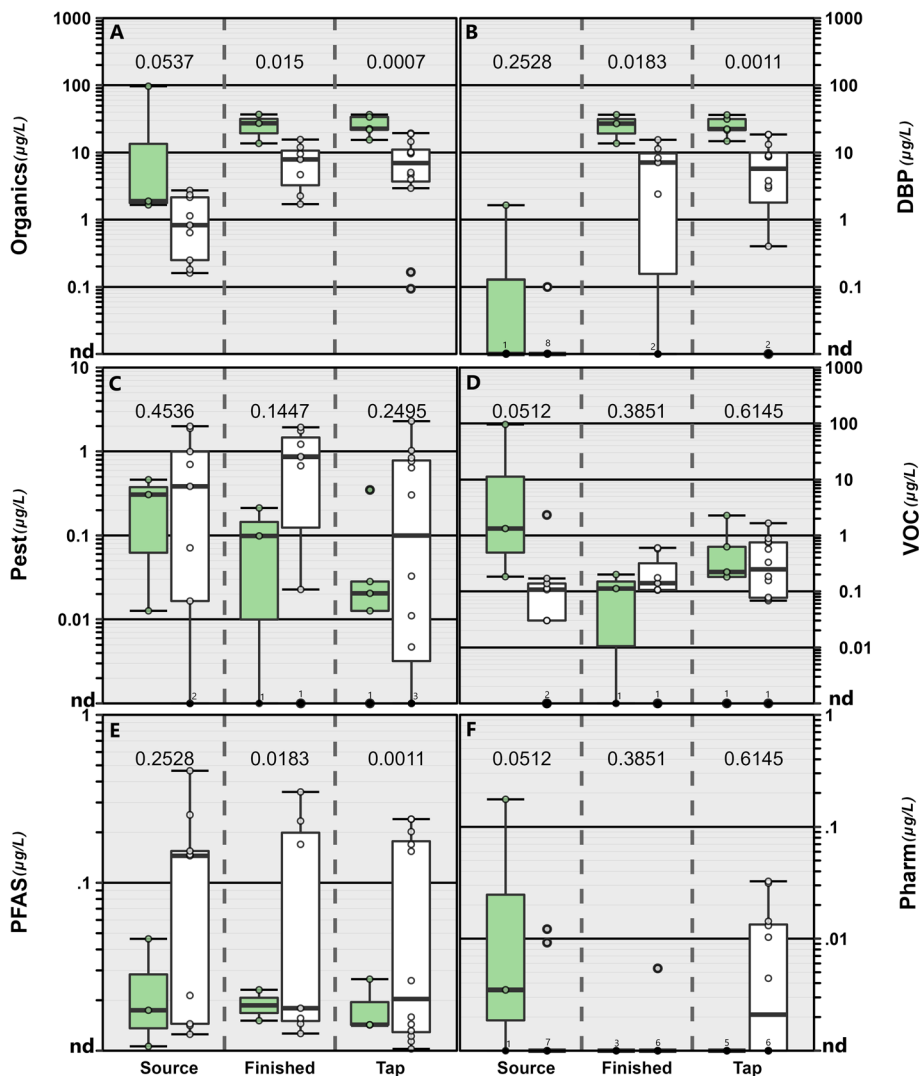 1000 A B 1000
0.0537 0.015 0.0007 0.2528 0.0183 0.0011
100 100
Organics (µg/L) DBP (µg/L)
10 10
1 1
0.1 0.1
1 8 2 2
nd nd
10 C D 1000
0.4536 0.1447 0.2495 0.0512 0.3851 0.6145
100
1 10
Pest (µg/L) VOC (µg/L)
0.1 1
0.1
0.01 0.01
2 1 1 1 3 2 1 1 1 1
nd nd
1 E F 1
0.2528 0.0183 0.0011 0.0512 0.3851 0.6145
.1
PFAS (µg/L) Pharm (µg/L)
.1
.01
1 7 3 6 5 6
nd nd
Source Finished Tap Source Finished Tap